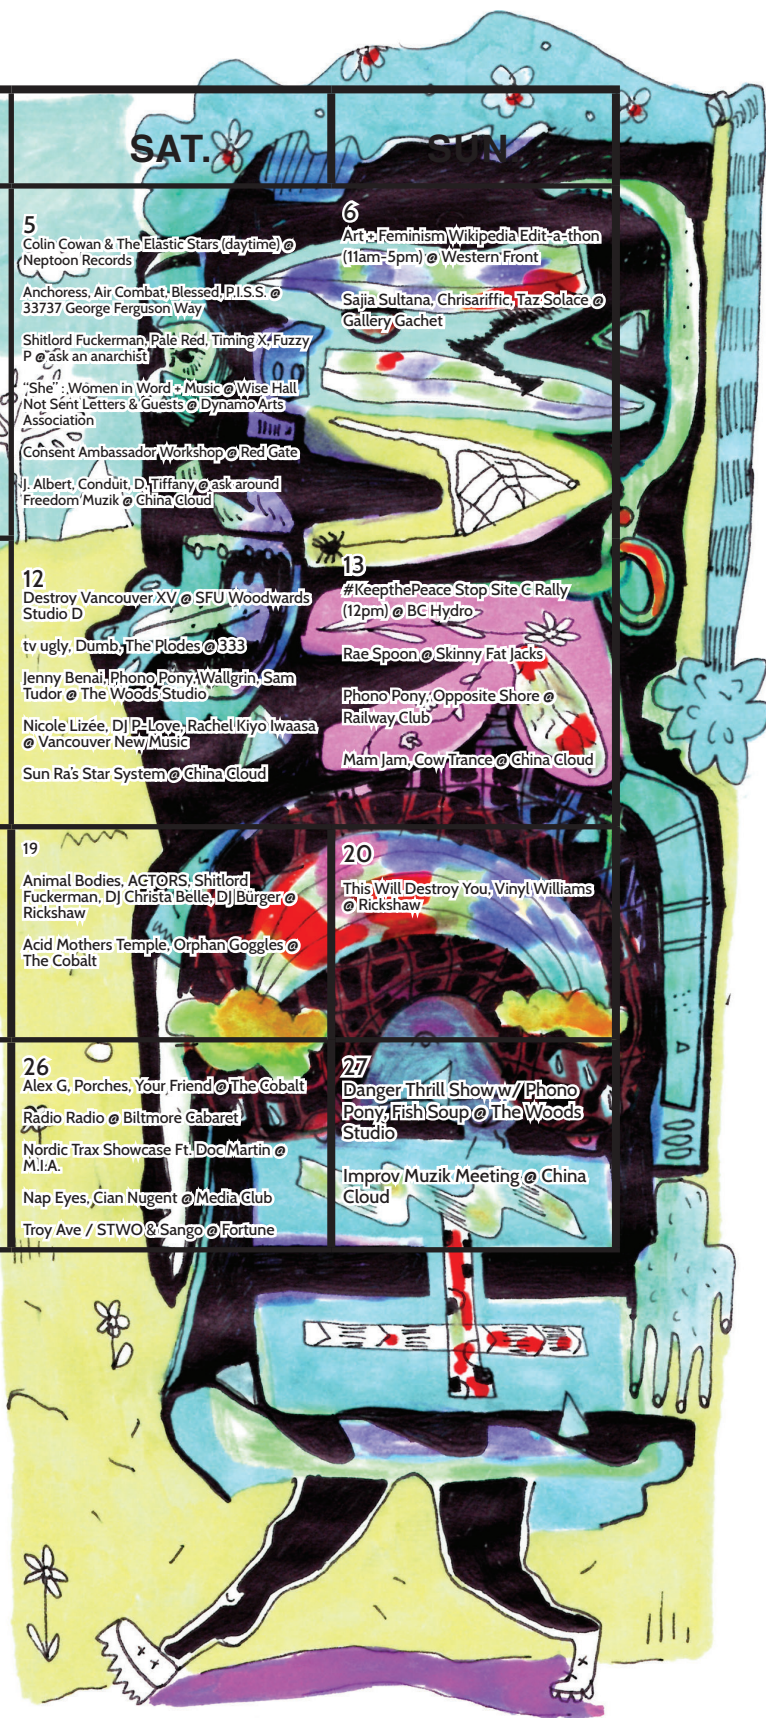 SAT.
SUN.
5
Colin Cowan & The Elastic Stars (daytime) @
Neptoon Records
Anchoress, Air Combat, Blessed, P.I.S.S. @
33737 George Ferguson Way
Shitlord Fuckerman, Pale Red, Timing X, Fuzzy
P @ ask an anarchist
“She” : Women in Word + Music @ Wise Hall
Not Sent Letters & Guests @ Dynamo Arts
Association
Consent Ambassador Workshop @ Red Gate
J. Albert, Conduit, D. Tiffany @ ask around
Freedom Muzik @ China Cloud
6
Art + Feminism Wikipedia Edit-a-thon
(11am-5pm) @ Western Front
Sajia Sultana, Chrisariffic, Taz Solace @
Gallery Gachet
12
Destroy Vancouver XV @ SFU Woodwards
Studio D
tv ugly, Dumb, The Plodes @ 333
Jenny Benai, Phono Pony, Wallgrin, Sam
Tudor @ The Woods Studio
Nicole Lizée, DJ P-Love, Rachel Kiyo Iwaasa
@ Vancouver New Music
Sun Ra’s Star System @ China Cloud
13
#KeepthePeace Stop Site C Rally
(12pm) @ BC Hydro
Rae Spoon @ Skinny Fat Jacks
Phono Pony, Opposite Shore @
Railway Club
Mam Jam, Cow Trance @ China Cloud
19
Animal Bodies, ACTORS, Shitlord
Fuckerman, DJ Christa Belle, DJ Bürger @
Rickshaw
Acid Mothers Temple, Orphan Goggles @
The Cobalt
20
This Will Destroy You, Vinyl Williams
@ Rickshaw
26
Alex G, Porches, Your Friend @ The Cobalt
Radio Radio @ Biltmore Cabaret
Nordic Trax Showcase Ft. Doc Martin @
M.I.A.
Nap Eyes, Cian Nugent @ Media Club
Troy Ave / STWO & Sango @ Fortune
27
Danger Thrill Show w/ Phono
Pony, Fish Soup @ The Woods
Studio
Improv Muzik Meeting @ China
Cloud